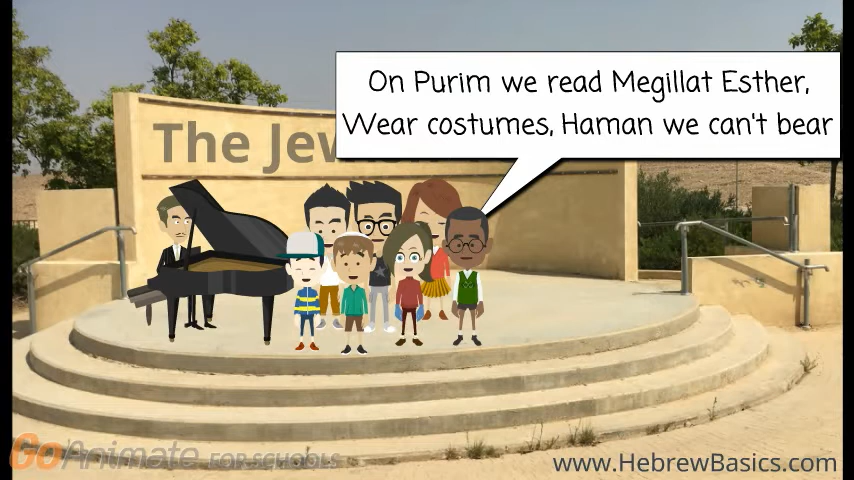 On Purim we read Megillat Esther,
Wear costumes, Haman we can't bear
The
GoAnimate FOR SCHOOLS
www.HebrewBasics.com